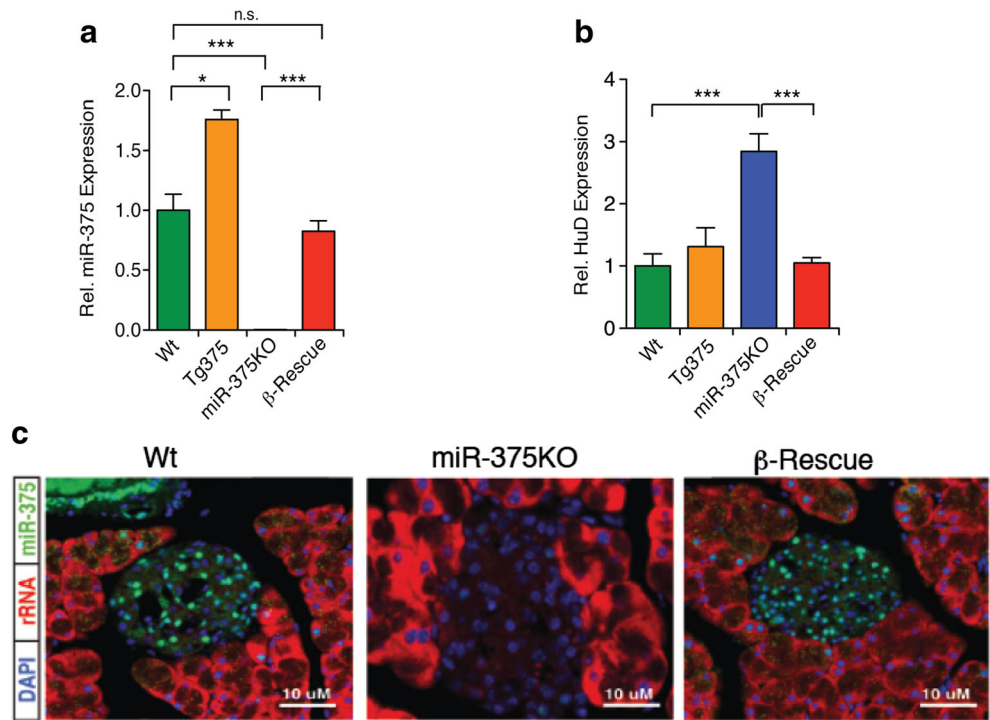 a
n.s.
***
*
***
Rel. miR-375 Expression
2.0
1.5
1.0
0.5
0.0
Wt
Tg375
miR-375KO
β-Rescue
b
***
***
Rel. HuD Expression
4
3
2
1
0
Wt
Tg375
miR-375KO
β-Rescue
c
Wt
miR-375KO
β-Rescue
DAPI rRNA miR-375
10 uM
10 uM
10 uM